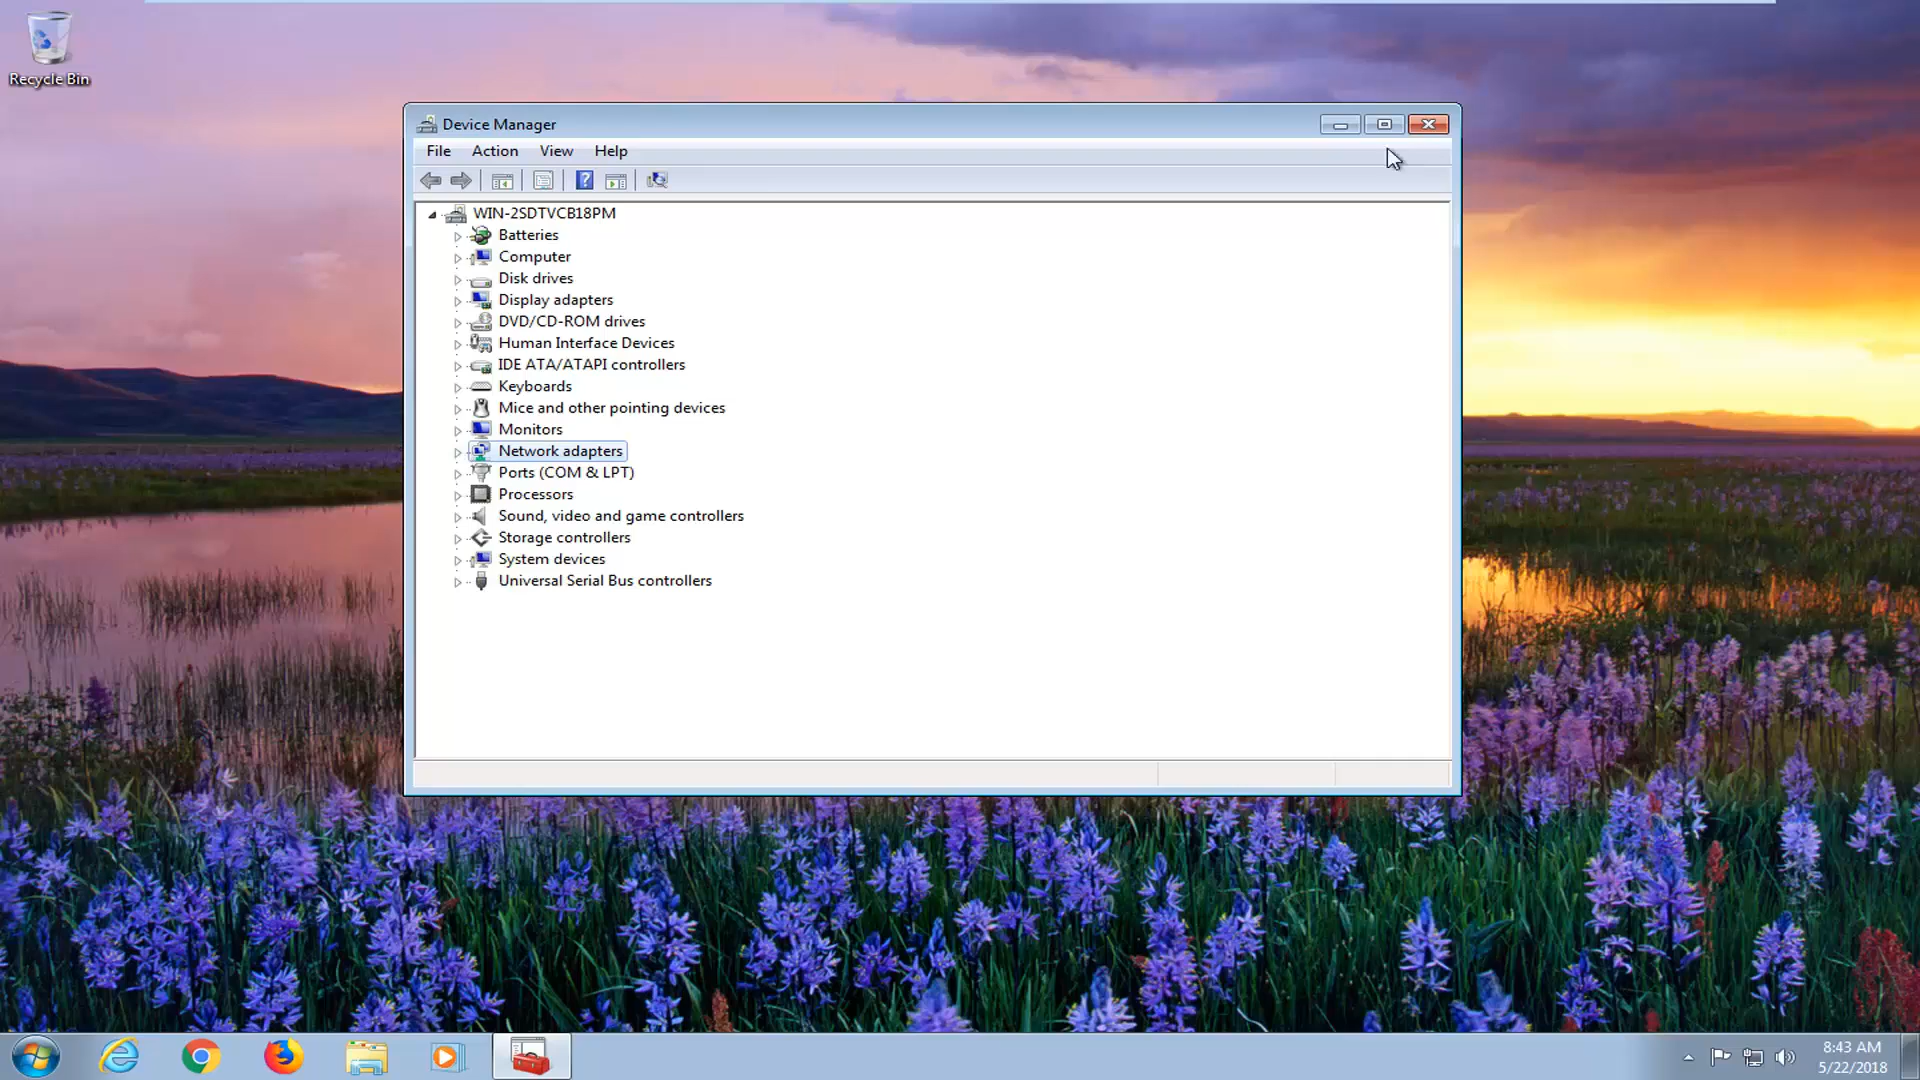 Recycle Bin
Device Manager
File Action View Help
WIN-2SDTVCB18PM
Batteries
Computer
Disk drives
Display adapters
DVD/CD-ROM drives
Human Interface Devices
IDE ATA/ATAPI controllers
Keyboards
Mice and other pointing devices
Monitors
Network adapters
Ports (COM & LPT)
Processors
Sound, video and game controllers
Storage controllers
System devices
Universal Serial Bus controllers
8:43 AM
5/22/2018